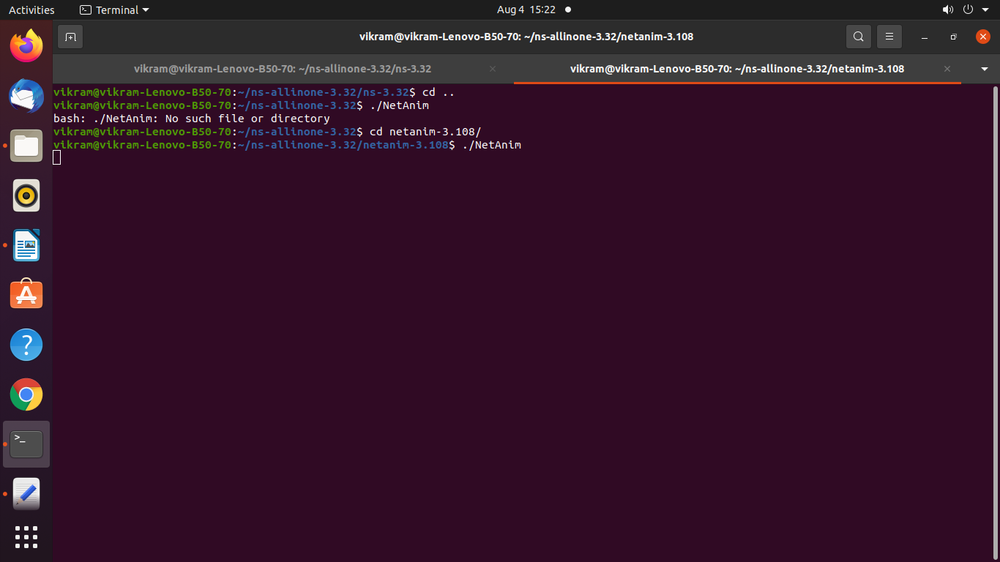 Activities
Terminal
Aug 4 15:22
vikram@vikram-Lenovo-B50-70: ~/ns-allinone-3.32/netanim-3.108
vikram@vikram-Lenovo-B50-70: ~/ns-allinone-3.32/ns-3.32
vikram@vikram-Lenovo-B50-70: ~/ns-allinone-3.32/netanim-3.108
vikram@vikram-Lenovo-B50-70:~/ns-allinone-3.32/ns-3.32$ cd ..
vikram@vikram-Lenovo-B50-70:~/ns-allinone-3.32$ ./NetAnim
bash: ./NetAnim: No such file or directory
vikram@vikram-Lenovo-B50-70:~/ns-allinone-3.32$ cd netanim-3.108/
vikram@vikram-Lenovo-B50-70:~/ns-allinone-3.32/netanim-3.108$ ./NetAnim